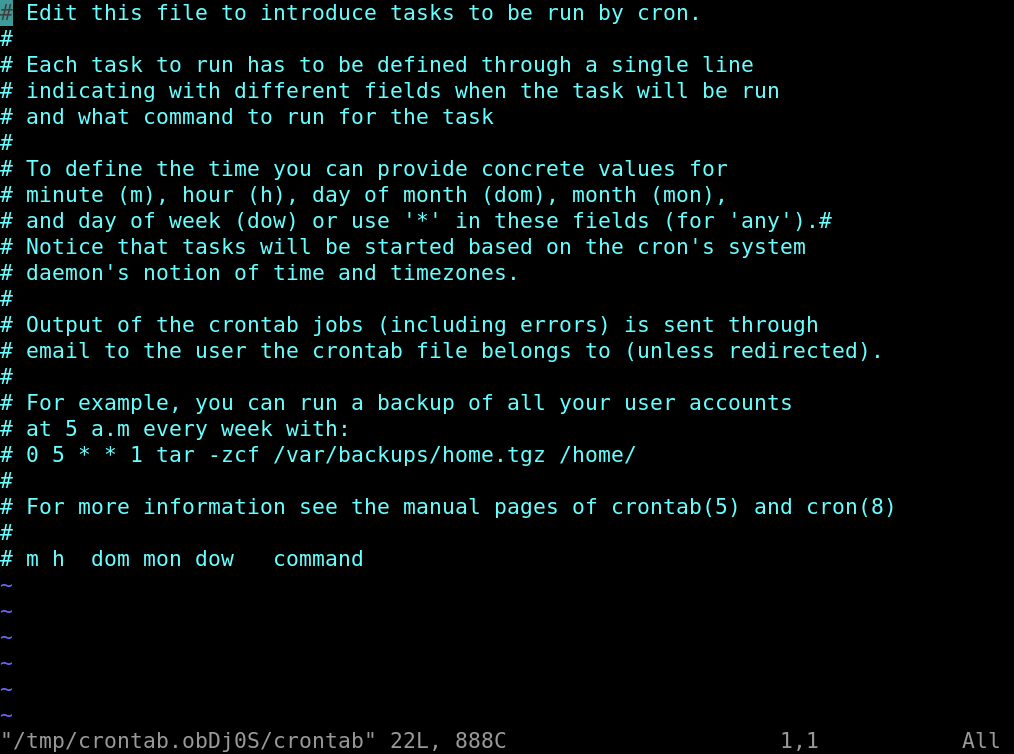 # Edit this file to introduce tasks to be run by cron.
#
# Each task to run has to be defined through a single line
# indicating with different fields when the task will be run
# and what command to run for the task
#
# To define the time you can provide concrete values for
# minute (m), hour (h), day of month (dom), month (mon),
# and day of week (dow) or use '*' in these fields (for 'any').#
# Notice that tasks will be started based on the cron's system
# daemon's notion of time and timezones.
#
# Output of the crontab jobs (including errors) is sent through
# email to the user the crontab file belongs to (unless redirected).
#
# For example, you can run a backup of all your user accounts
# at 5 a.m every week with:
# 0 5 * * 1 tar -zcf /var/backups/home.tgz /home/
#
# For more information see the manual pages of crontab(5) and cron(8)
#
# m h  dom mon dow   command
~
~
~
~
~
~
"/tmp/crontab.obDj0S/crontab" 22L, 888C                     1,1           All